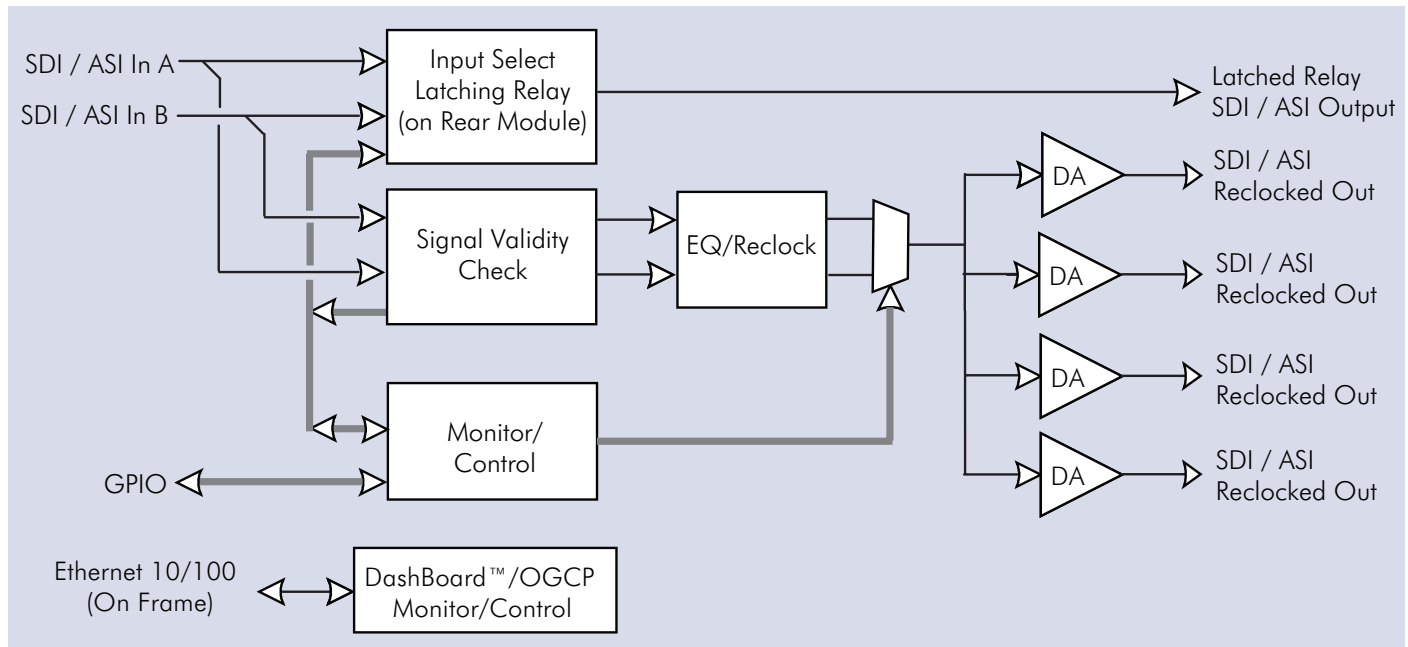 SDI / ASI In A
SDI / ASI In B
Input Select
Latching Relay
(on Rear Module)
Latched Relay
SDI / ASI Output
Signal Validity
Check
EQ/Reclock
DA
SDI / ASI
Reclocked Out
DA
SDI / ASI
Reclocked Out
DA
SDI / ASI
Reclocked Out
DA
SDI / ASI
Reclocked Out
Monitor/
Control
GPIO
Ethernet 10/100
(On Frame)
DashBoard™/OGCP
Monitor/Control